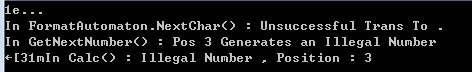 1e...
In FormatAutomaton.NextChar() : Unsuccessful Trans To .
In GetNextNumber() : Pos 3 Generates an Illegal Number
←[31mIn Calc() : Illegal Number , Position : 3